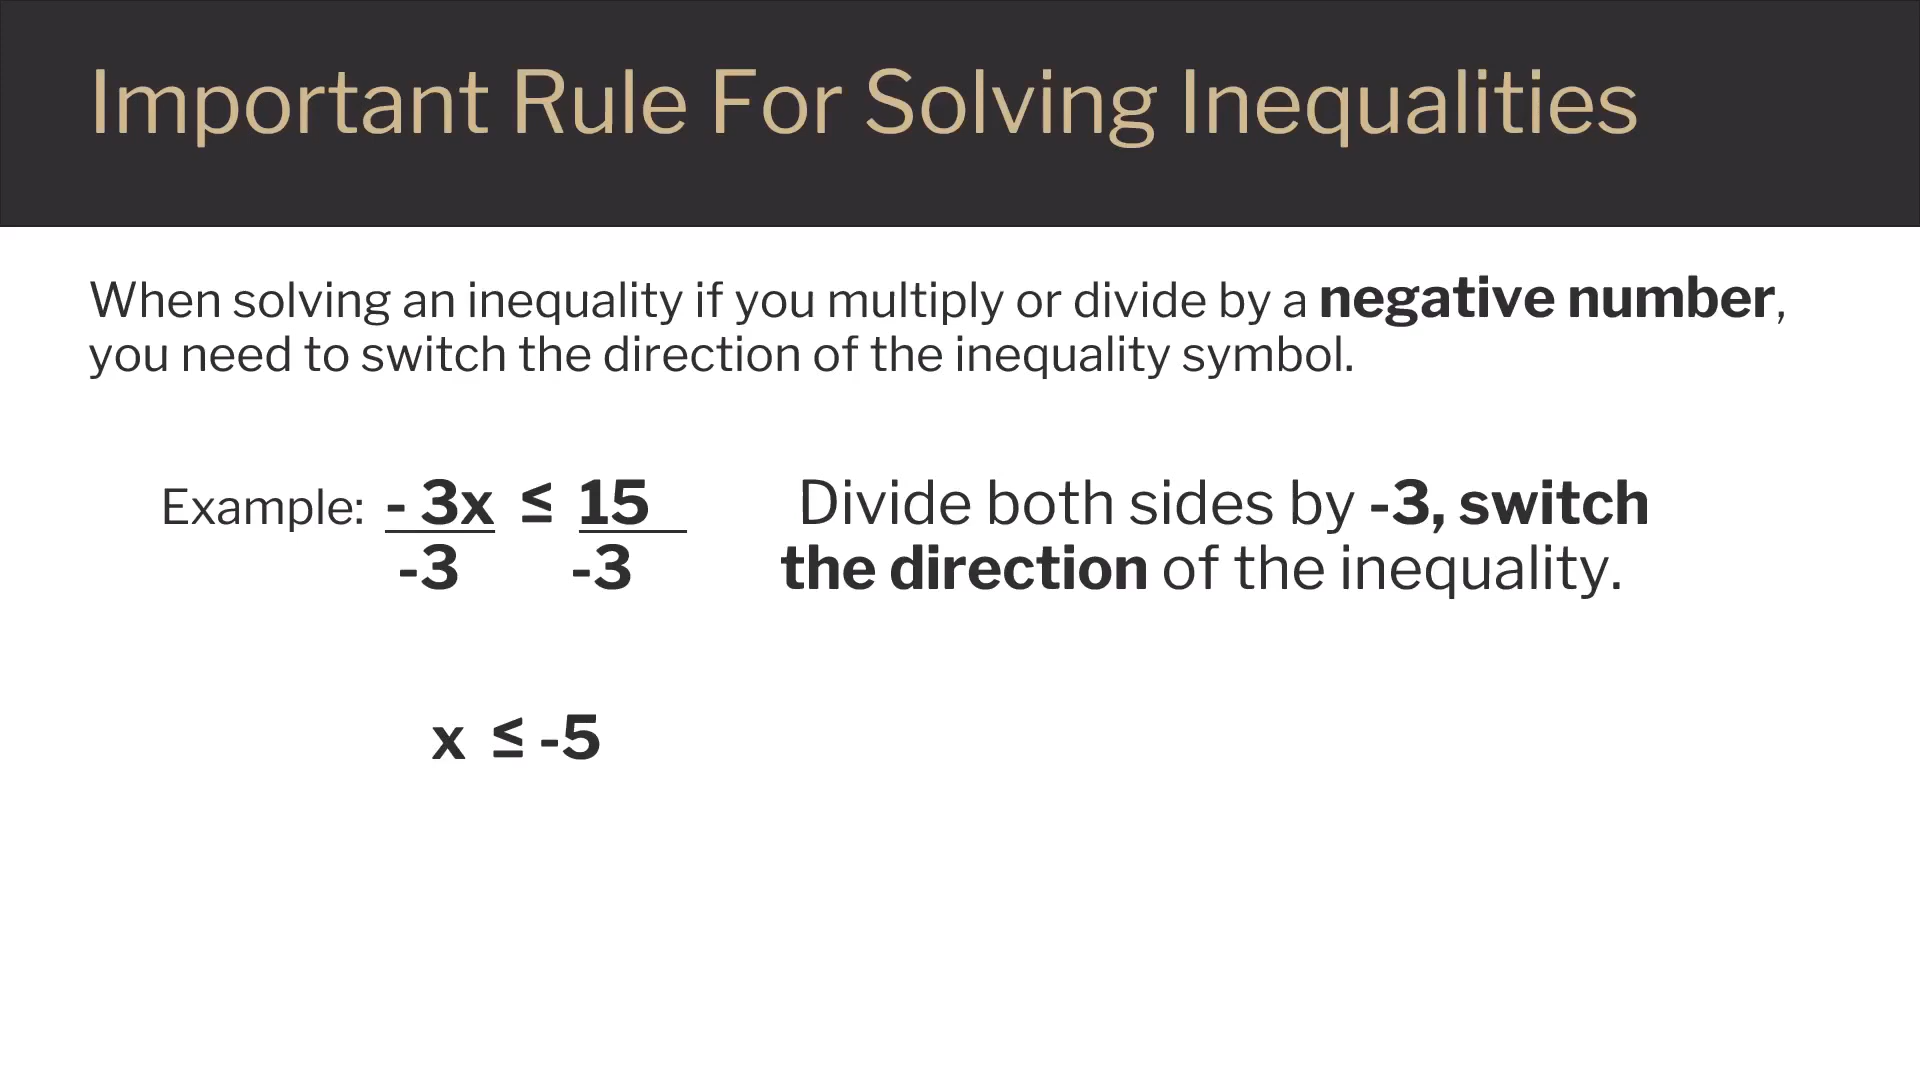 Important Rule For Solving Inequalities
When solving an inequality if you multiply or divide by a negative number,
you need to switch the direction of the inequality symbol.
Example: - 3x ≤ 15
-3 -3
Divide both sides by -3, switch
the direction of the inequality.
x ≤ -5